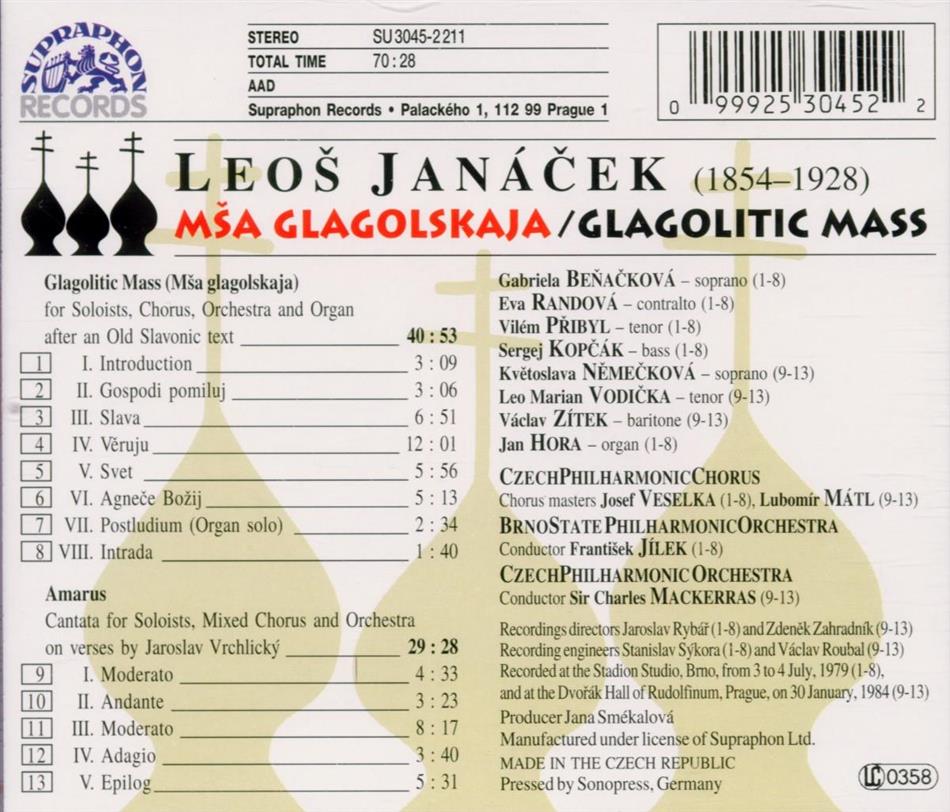 SUPRAPHON
RECORDS
STEREO SU 3045-2 211
TOTAL TIME 70 : 28
AAD
Supraphon Records • Palackého 1, 112 99 Prague 1
0 99925 30452 2
LEOŠ JANÁČEK (1854–1928)
MŠA GLAGOLSKAJA/GLAGOLITIC MASS
Glagolitic Mass (Mša glagolskaja)
for Soloists, Chorus, Orchestra and Organ
after an Old Slavonic text 40 : 53
1 I. Introduction 3 : 09
2 II. Gospodi pomiluj 3 : 06
3 III. Slava 6 : 51
4 IV. Věruju 12 : 01
5 V. Svet 5 : 56
6 VI. Agneče Božij 5 : 13
7 VII. Postludium (Organ solo) 2 : 34
8 VIII. Intrada 1 : 40
Amarus
Cantata for Soloists, Mixed Chorus and Orchestra
on verses by Jaroslav Vrchlický 29 : 28
9 I. Moderato 4 : 33
10 II. Andante 3 : 23
11 III. Moderato 8 : 17
12 IV. Adagio 3 : 40
13 V. Epilog 5 : 31
Gabriela BEŇAČKOVÁ – soprano (1-8)
Eva RANDOVÁ – contralto (1-8)
Vilém PŘIBYL – tenor (1-8)
Sergej KOPČÁK – bass (1-8)
Květoslava NĚMEČKOVÁ – soprano (9-13)
Leo Marian VODIČKA – tenor (9-13)
Václav ZÍTEK – baritone (9-13)
Jan HORA – organ (1-8)
CZECH PHILHARMONIC CHORUS
Chorus masters Josef VESELKA (1-8), Lubomír MÁTL (9-13)
BRNO STATE PHILHARMONIC ORCHESTRA
Conductor František JÍLEK (1-8)
CZECH PHILHARMONIC ORCHESTRA
Conductor Sir Charles MACKERRAS (9-13)
Recordings directors Jaroslav Rybář (1-8) and Zdeněk Zahradník (9-13)
Recording engineers Stanislav Sýkora (1-8) and Václav Roubal (9-13)
Recorded at the Stadion Studio, Brno, from 3 to 4 July, 1979 (1-8),
and at the Dvořák Hall of Rudolfinum, Prague, on 30 January, 1984 (9-13)
Producer Jana Smékalová
Manufactured under license of Supraphon Ltd.
MADE IN THE CZECH REPUBLIC
Pressed by Sonopress, Germany
LC 0358